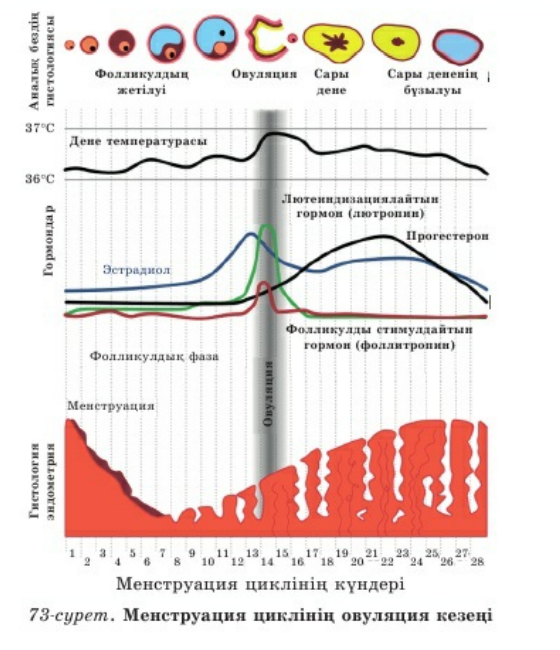 Аналық бездің
гистологиясы
Фолликулдың
жетілуі
Овуляция
Сары
дене
Сары дененің
бұзылуы
37°C
Дене температурасы
36°C
Гормондар
Лютеиндизациялайтын
гормон (лютропин)
Прогестерон
Эстрадиол
Фолликулды стимулдайтын
гормон (фоллитропин)
Фолликулдық фаза
Овуляция
Менструация
Гистология
эндометрия
1 2 3 4 5 6 7 8 9 10 11 12 13 14 15 16 17 18 19 20 21 22 23 24 25 26 27 28
Менструация циклінің күндері
73-сурет. Менструация циклінің овуляция кезеңі